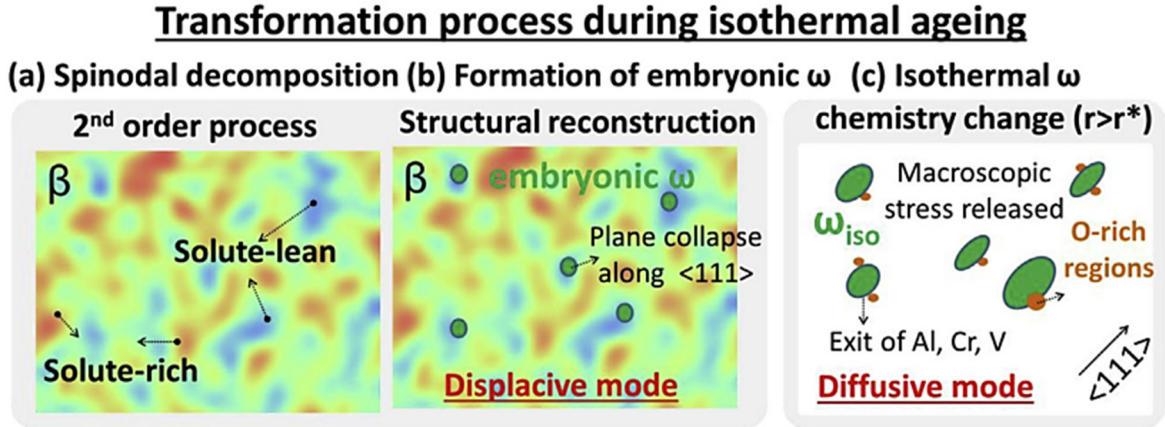 Transformation process during isothermal ageing
(a) Spinodal decomposition (b) Formation of embryonic ω (c) Isothermal ω
2nd order process
β
Solute-lean
Solute-rich
Structural reconstruction
β
embryonic ω
Plane collapse
along <111>
Displacive mode
chemistry change (r>r*)
Macroscopic
stress released
ωiso
O-rich
regions
Exit of Al, Cr, V
Diffusive mode
<111>